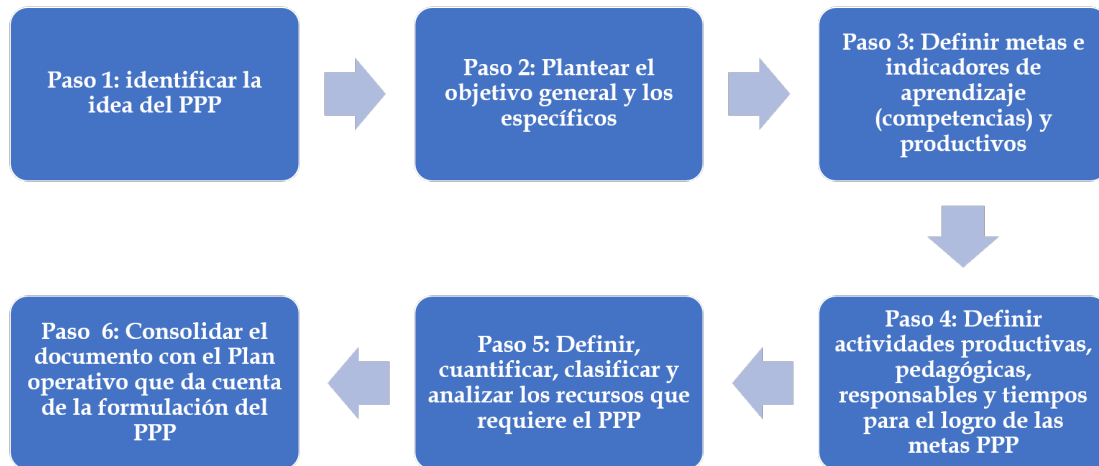 Paso 1: identificar la
idea del PPP
Paso 2: Plantear el
objetivo general y los
específicos
Paso 3: Definir metas e
indicadores de
aprendizaje
(competencias) y
productivos
Paso 4: Definir
actividades productivas,
pedagógicas,
responsables y tiempos
para el logro de las
metas PPP
Paso 5: Definir,
cuantificar, clasificar y
analizar los recursos que
requiere el PPP
Paso 6: Consolidar el
documento con el Plan
operativo que da cuenta
de la formulación del
PPP